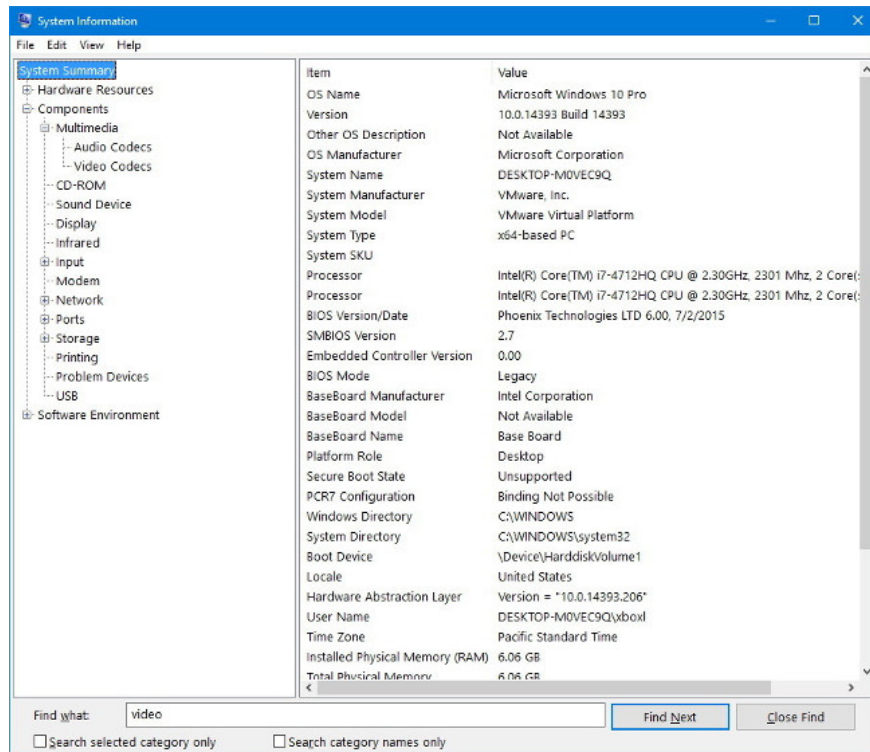 System Information
File Edit View Help
System Summary
Hardware Resources
Components
Multimedia
Audio Codecs
Video Codecs
CD-ROM
Sound Device
Display
Infrared
Input
Modem
Network
Ports
Storage
Printing
Problem Devices
USB
Software Environment
Item Value
OS Name Microsoft Windows 10 Pro
Version 10.0.14393 Build 14393
Other OS Description Not Available
OS Manufacturer Microsoft Corporation
System Name DESKTOP-M0VEC9Q
System Manufacturer VMware, Inc.
System Model VMware Virtual Platform
System Type x64-based PC
System SKU
Processor Intel(R) Core(TM) i7-4712HQ CPU @ 2.30GHz, 2301 Mhz, 2 Core(
Processor Intel(R) Core(TM) i7-4712HQ CPU @ 2.30GHz, 2301 Mhz, 2 Core(
BIOS Version/Date Phoenix Technologies LTD 6.00, 7/2/2015
SMBIOS Version 2.7
Embedded Controller Version 0.00
BIOS Mode Legacy
BaseBoard Manufacturer Intel Corporation
BaseBoard Model Not Available
BaseBoard Name Base Board
Platform Role Desktop
Secure Boot State Unsupported
PCR7 Configuration Binding Not Possible
Windows Directory C:\WINDOWS
System Directory C:\WINDOWS\system32
Boot Device \Device\HarddiskVolume1
Locale United States
Hardware Abstraction Layer Version = "10.0.14393.206"
User Name DESKTOP-M0VEC9Q\xboxl
Time Zone Pacific Standard Time
Installed Physical Memory (RAM) 6.06 GB
Total Physical Memory 6.06 GB
Find what: video Find Next Close Find
Search selected category only Search category names only